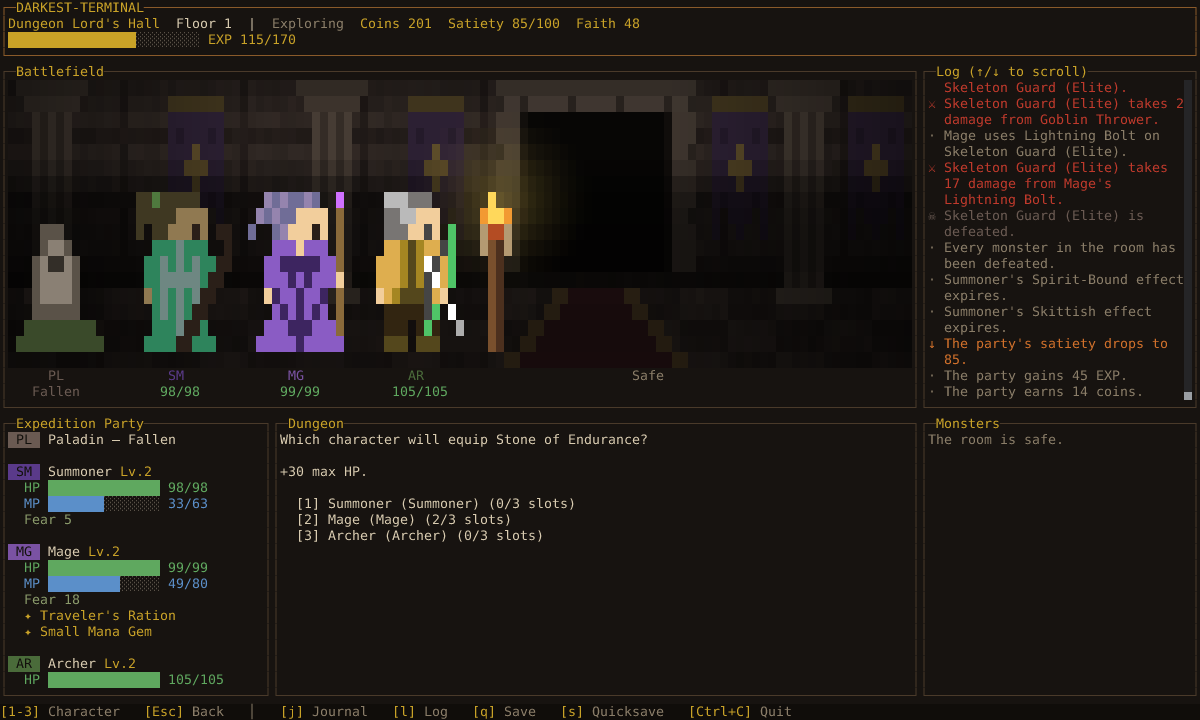 DARKEST-TERMINAL
Dungeon Lord's Hall  Floor 1  |  Exploring  Coins 201  Satiety 85/100  Faith 48
EXP 115/170
Battlefield
PL SM MG AR Safe
Fallen 98/98 99/99 105/105
Log (↑/↓ to scroll)
Skeleton Guard (Elite).
⚔ Skeleton Guard (Elite) takes 2
damage from Goblin Thrower.
· Mage uses Lightning Bolt on
Skeleton Guard (Elite).
⚔ Skeleton Guard (Elite) takes
17 damage from Mage's
Lightning Bolt.
☠ Skeleton Guard (Elite) is
defeated.
· Every monster in the room has
been defeated.
· Summoner's Spirit-Bound effect
expires.
· Summoner's Skittish effect
expires.
↓ The party's satiety drops to
85.
· The party gains 45 EXP.
· The party earns 14 coins.
Expedition Party
PL Paladin — Fallen
SM Summoner Lv.2
HP 98/98
MP 33/63
Fear 5
MG Mage Lv.2
HP 99/99
MP 49/80
Fear 18
✦ Traveler's Ration
✦ Small Mana Gem
AR Archer Lv.2
HP 105/105
Dungeon
Which character will equip Stone of Endurance?
+30 max HP.
[1] Summoner (Summoner) (0/3 slots)
[2] Mage (Mage) (2/3 slots)
[3] Archer (Archer) (0/3 slots)
Monsters
The room is safe.
[1-3] Character   [Esc] Back   │   [j] Journal   [l] Log   [q] Save   [s] Quicksave   [Ctrl+C] Quit